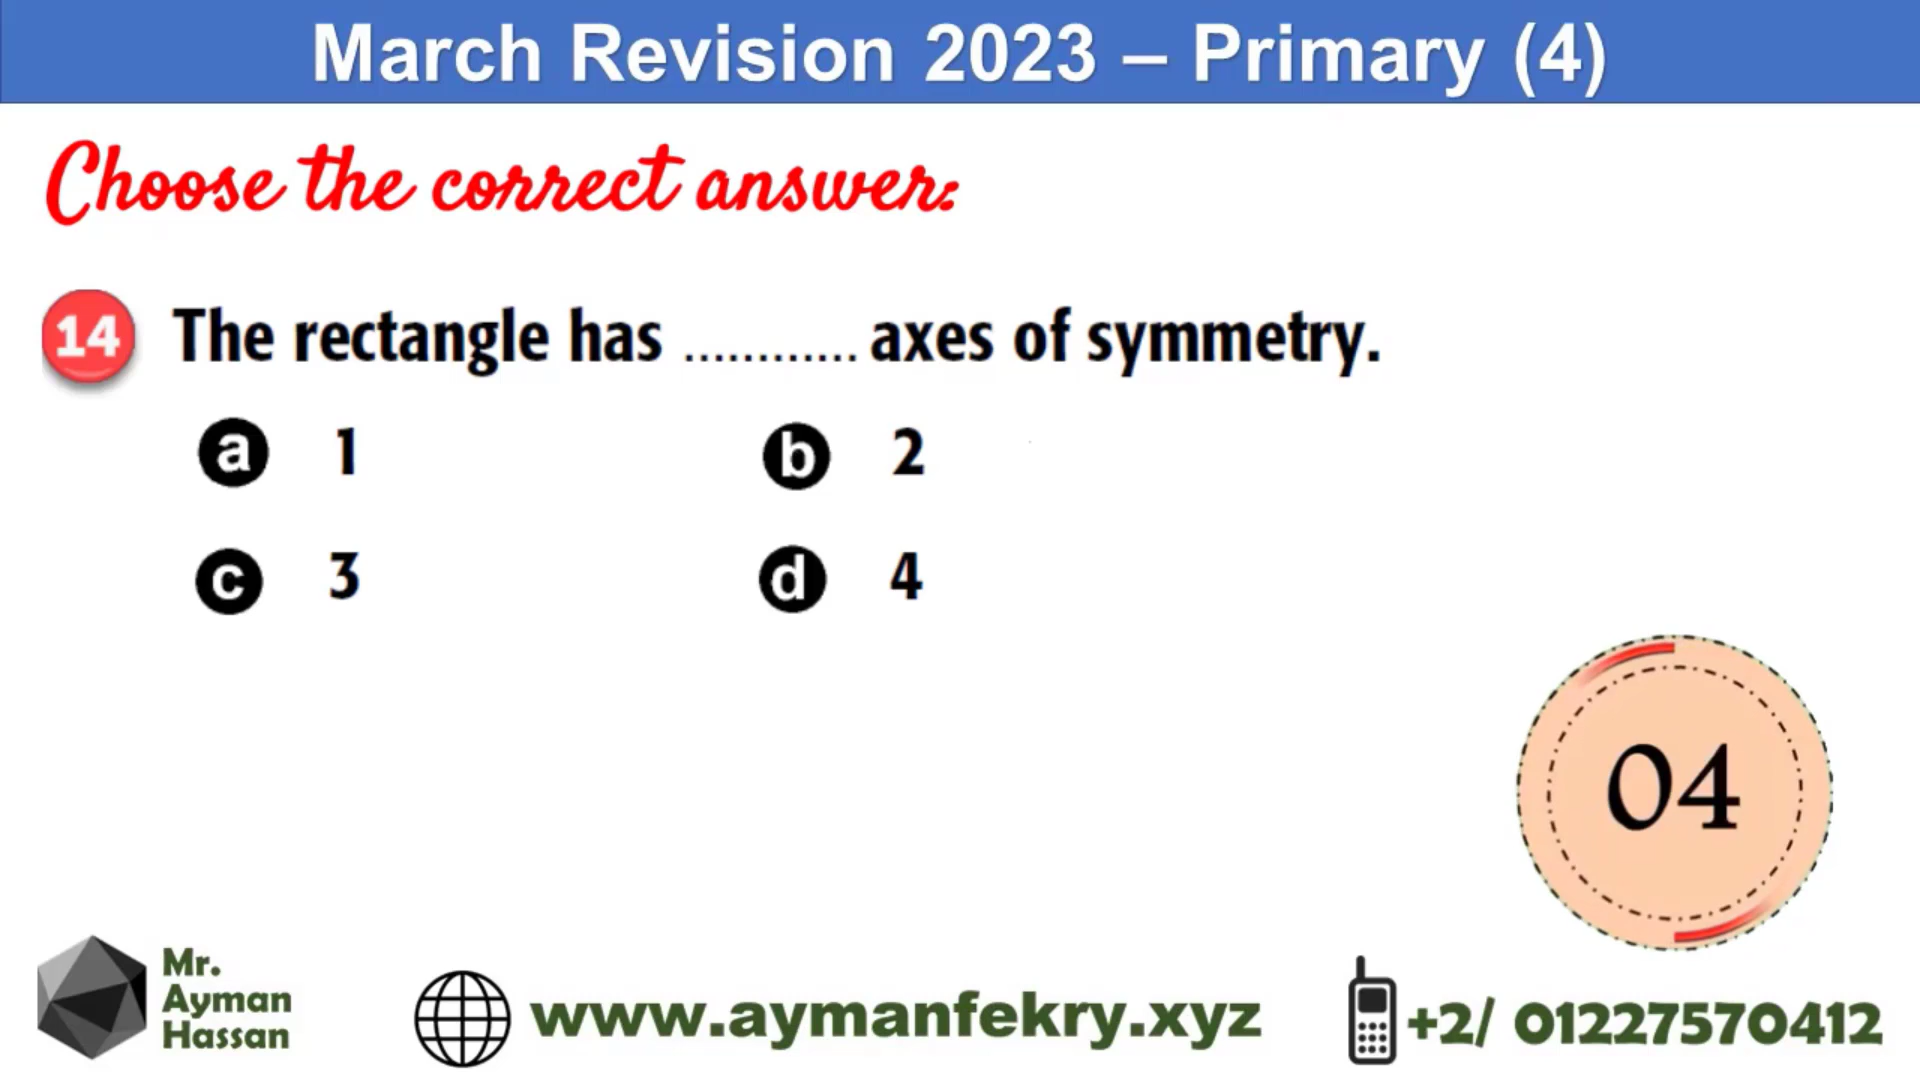 March Revision 2023 – Primary (4)
Choose the correct answer:
14 The rectangle has ............ axes of symmetry.
a 1 b 2
c 3 d 4
04
Mr.
Ayman
Hassan
www.aymanfekry.xyz
+2/ 01227570412